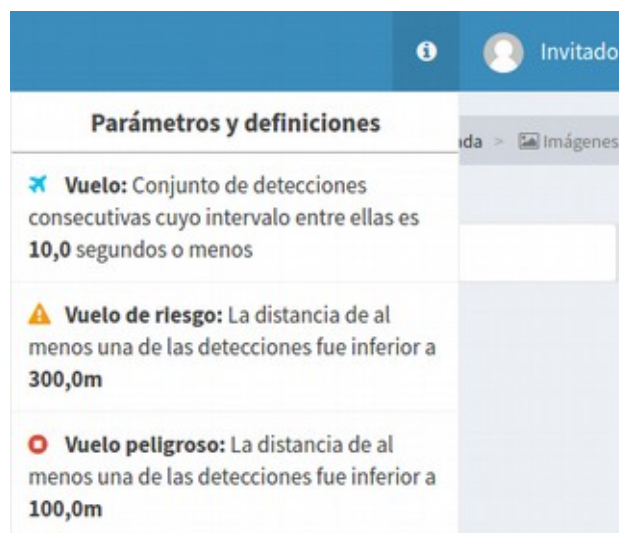 Invitado
Parámetros y definiciones
> Imágenes
Vuelo: Conjunto de detecciones
consecutivas cuyo intervalo entre ellas es
10,0 segundos o menos
Vuelo de riesgo: La distancia de al
menos una de las detecciones fue inferior a
300,0m
Vuelo peligroso: La distancia de al
menos una de las detecciones fue inferior a
100,0m